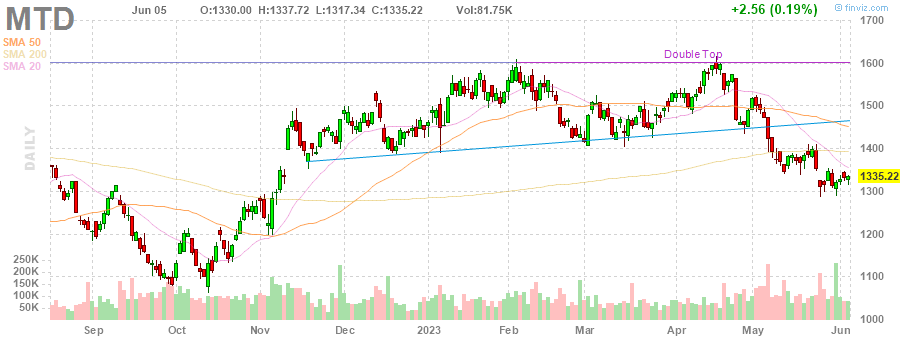 MTD Jun 05 O:1330.00 H:1337.72 L:1317.34 C:1335.22 Vol:81.75K +2.56 (0.19%) © finviz.com
SMA 50
SMA 200
SMA 20
DAILY
Double Top
1700
1600
1500
1400
1335.22
1300
1200
1100
1000
250K
200K
150K
100K
50K
Sep Oct Nov Dec 2023 Feb Mar Apr May Jun